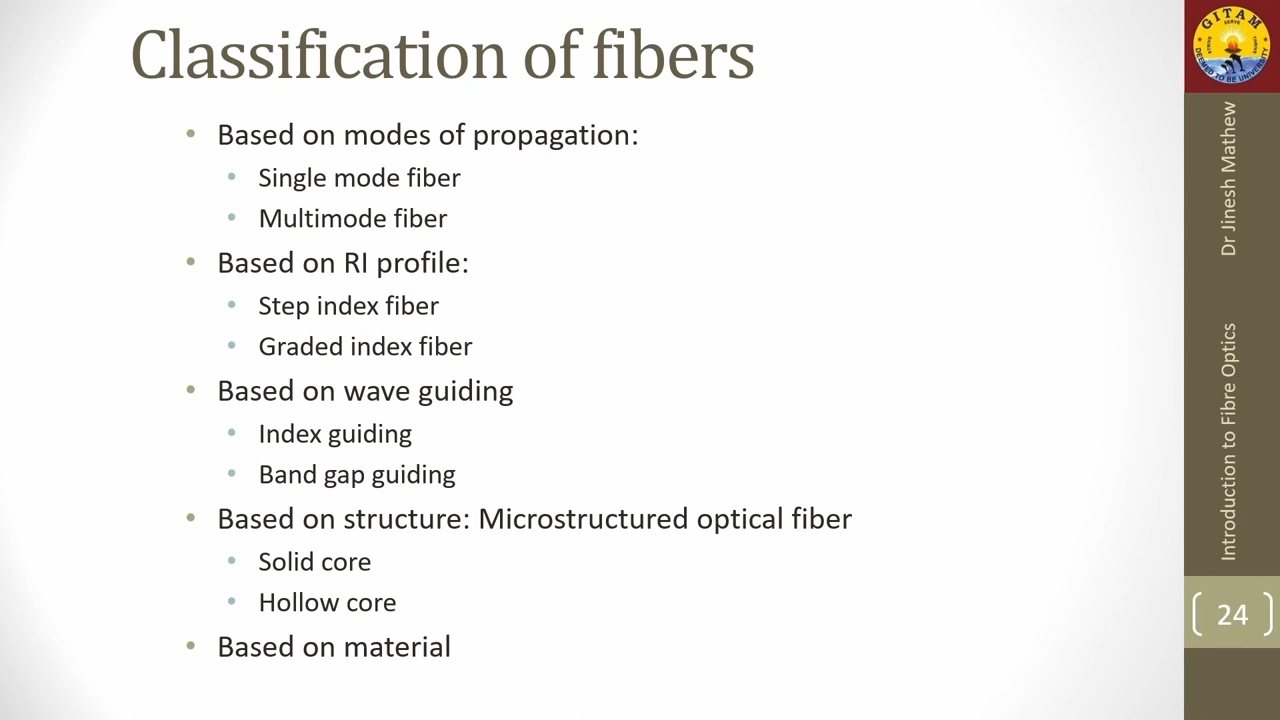 Classification of fibers
• Based on modes of propagation:
• Single mode fiber
• Multimode fiber
• Based on RI profile:
• Step index fiber
• Graded index fiber
• Based on wave guiding
• Index guiding
• Band gap guiding
• Based on structure: Microstructured optical fiber
• Solid core
• Hollow core
• Based on material
GITAM
SERVE
DEEMED TO BE UNIVERSITY
Dr Jinesh Mathew
Introduction to Fibre Optics
24